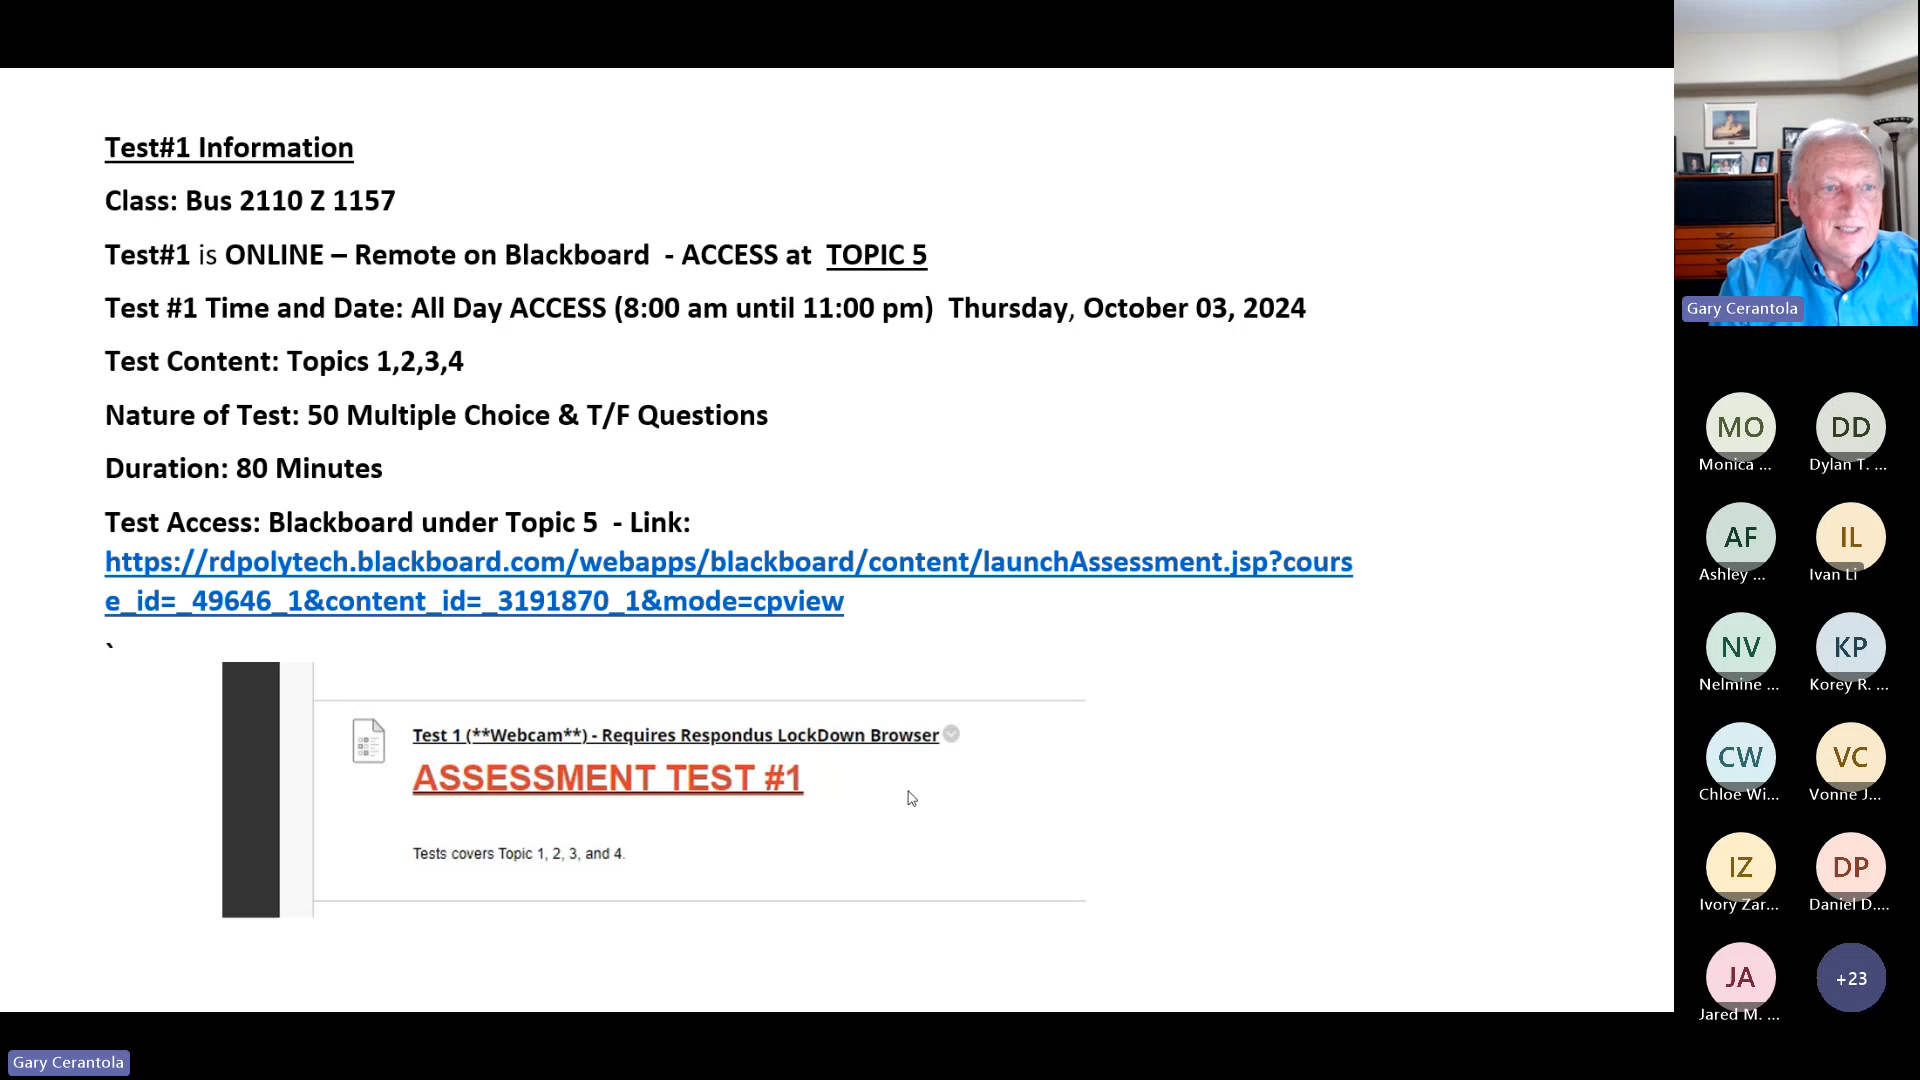 Test#1 Information
Class: Bus 2110 Z 1157
Test#1 is ONLINE – Remote on Blackboard - ACCESS at TOPIC 5
Test #1 Time and Date: All Day ACCESS (8:00 am until 11:00 pm) Thursday, October 03, 2024
Test Content: Topics 1,2,3,4
Nature of Test: 50 Multiple Choice & T/F Questions
Duration: 80 Minutes
Test Access: Blackboard under Topic 5 - Link:
https://rdpolytech.blackboard.com/webapps/blackboard/content/launchAssessment.jsp?cours
e_id=_49646_1&content_id=_3191870_1&mode=cpview
`
Test 1 (**Webcam**) - Requires Respondus LockDown Browser
ASSESSMENT TEST #1
Tests covers Topic 1, 2, 3, and 4.
Gary Cerantola
MO DD
Monica ... Dylan T. ...
AF IL
Ashley ... Ivan Li
NV KP
Nelmine ... Korey R. ...
CW VC
Chloe Wi... Vonne J...
IZ DP
Ivory Zar... Daniel D....
JA +23
Jared M. ...
Gary Cerantola